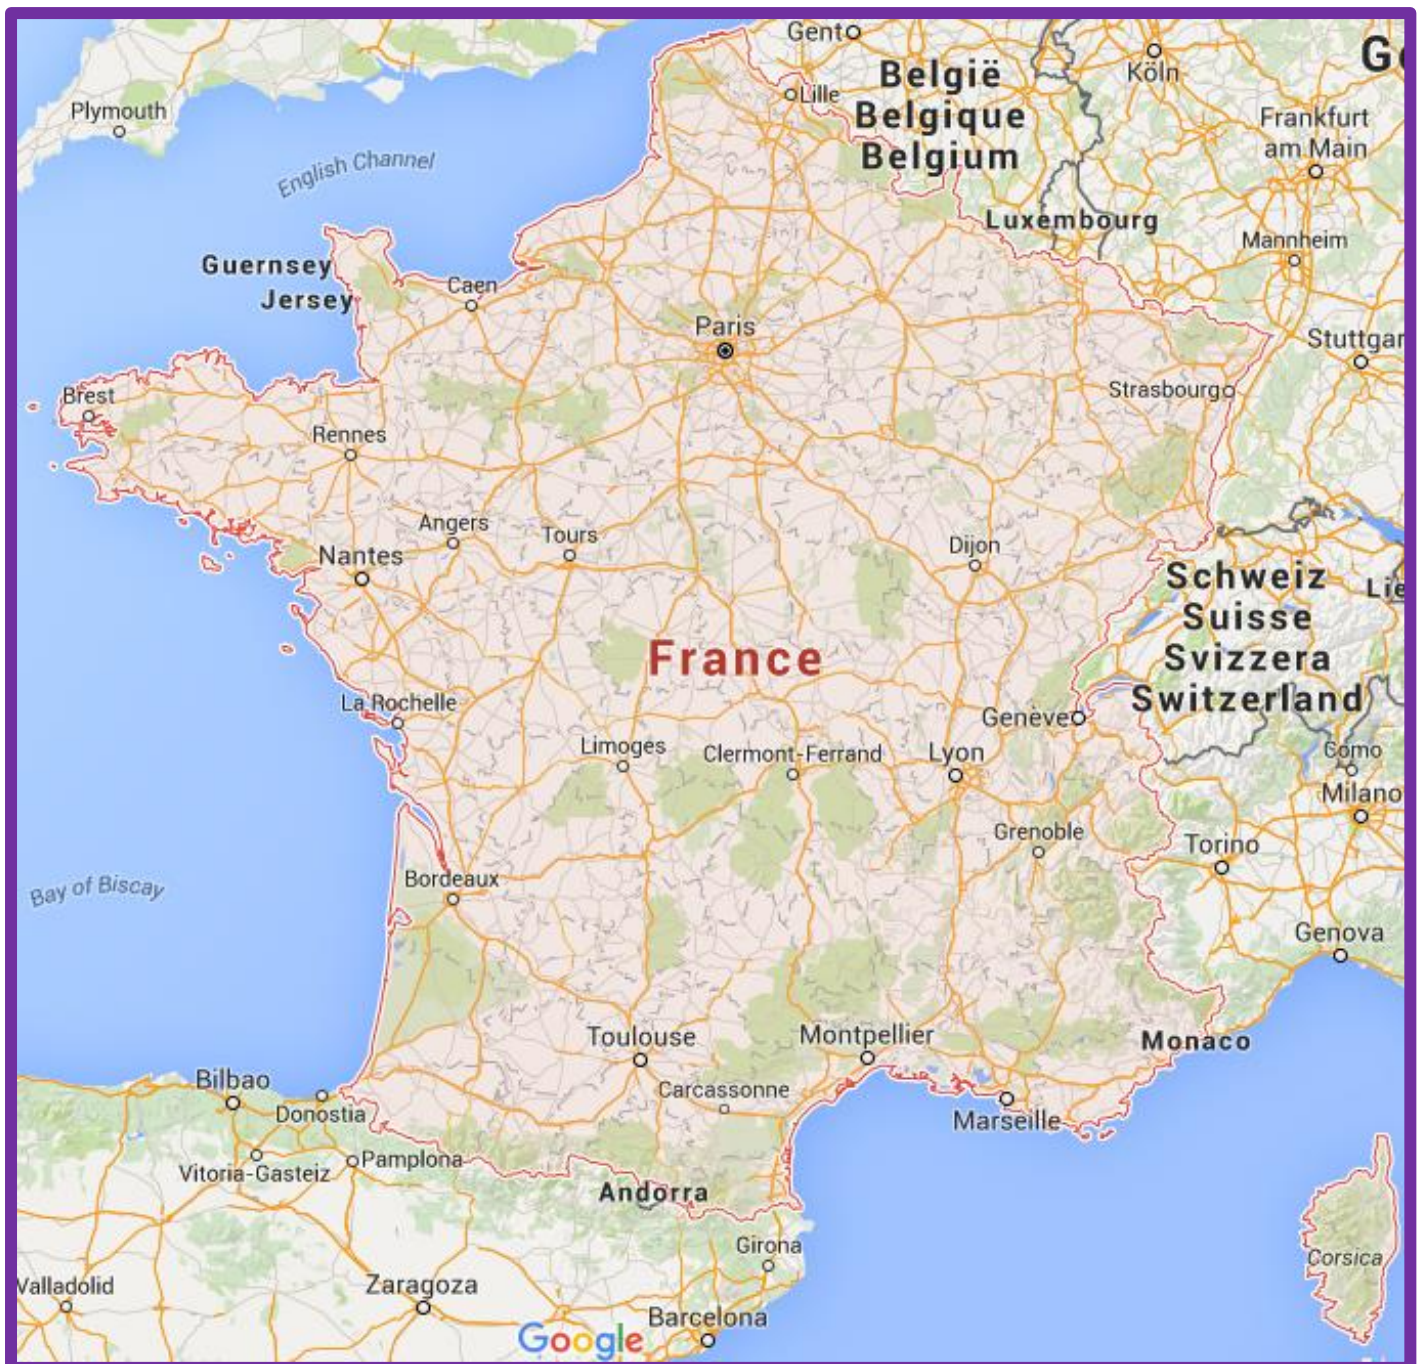 Gent
België
Belgique
Belgium
Köln
Ge
Plymouth
Lille
Frankfurt
am Main
English Channel
Luxembourg
Mannheim
Guernsey
Jersey
Caen
Paris
Stuttgar
Brest
Strasbourg
Rennes
Angers
Tours
Nantes
Dijon
Schweiz
Suisse
Svizzera
Switzerland
Lie
France
La Rochelle
Genève
Limoges
Clermont-Ferrand
Lyon
Como
Milano
Grenoble
Torino
Bordeaux
Bay of Biscay
Genova
Toulouse
Montpellier
Monaco
Bilbao
Donostia
Carcassonne
Marseille
Vitoria-Gasteiz
Pamplona
Andorra
Girona
Corsica
Valladolid
Zaragoza
Barcelona
Google